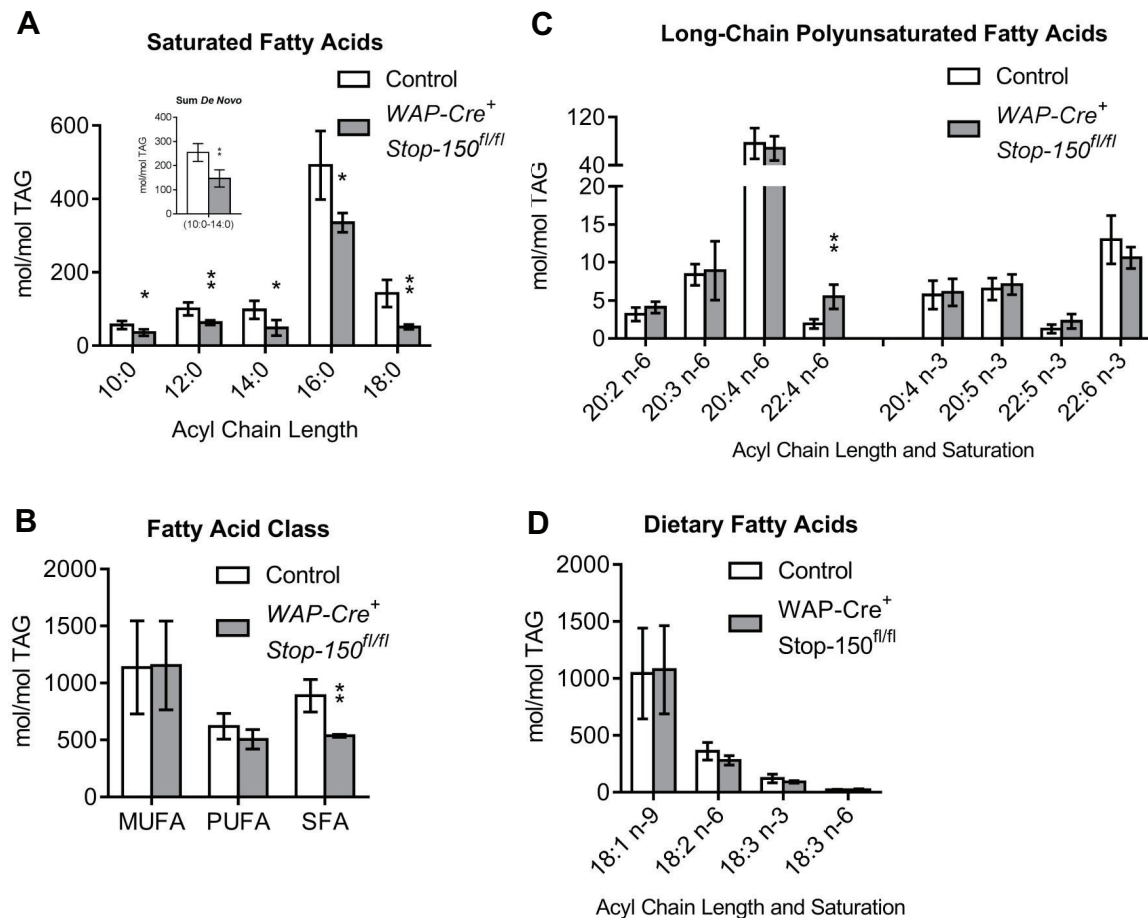 A
Saturated Fatty Acids
Control
WAP-Cre+
Stop-150fl/fl
Sum De Novo
mol/mol TAG
400
300
200
100
0
**
(10:0-14:0)
mol/mol TAG
600
400
200
0
*
**
*
*
**
10:0
12:0
14:0
16:0
18:0
Acyl Chain Length
C
Long-Chain Polyunsaturated Fatty Acids
Control
WAP-Cre+
Stop-150fl/fl
mol/mol TAG
120
40
20
15
10
5
0
**
20:2 n-6
20:3 n-6
20:4 n-6
22:4 n-6
20:4 n-3
20:5 n-3
22:5 n-3
22:6 n-3
Acyl Chain Length and Saturation
B
Fatty Acid Class
Control
WAP-Cre+
Stop-150fl/fl
mol/mol TAG
2000
1500
1000
500
0
**
MUFA
PUFA
SFA
D
Dietary Fatty Acids
Control
WAP-Cre+
Stop-150fl/fl
mol/mol TAG
2000
1500
1000
500
0
18:1 n-9
18:2 n-6
18:3 n-3
18:3 n-6
Acyl Chain Length and Saturation